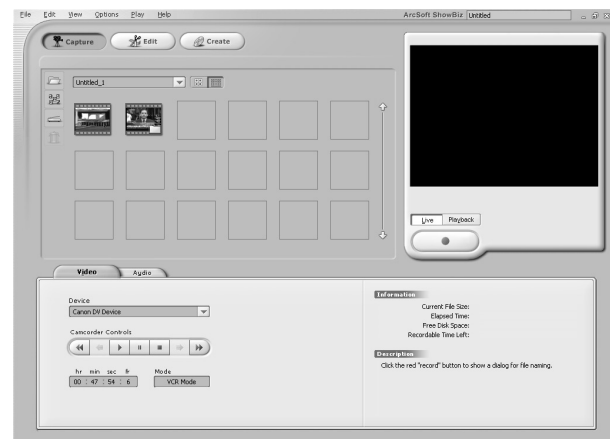 File Edit View Options Play Help
ArcSoft ShowBiz Untitled
Capture Edit Create
Untitled_1
Live Playback
Video Audio
Device
Canon DV Device
Camcorder Controls
hr min sec fr Mode
00 : 47 : 54 : 6 VCR Mode
Information
Current File Size:
Elapsed Time:
Free Disk Space:
Recordable Time Left:
Description
Click the red "record" button to show a dialog for file naming.